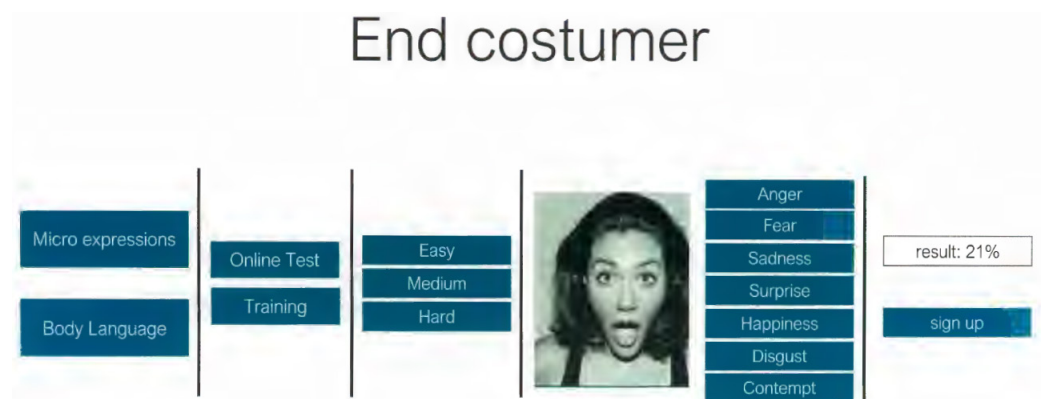 End costumer
Micro expressions
Body Language
Online Test
Training
Easy
Medium
Hard
Anger
Fear
Sadness
Surprise
Happiness
Disgust
Contempt
result: 21%
sign up